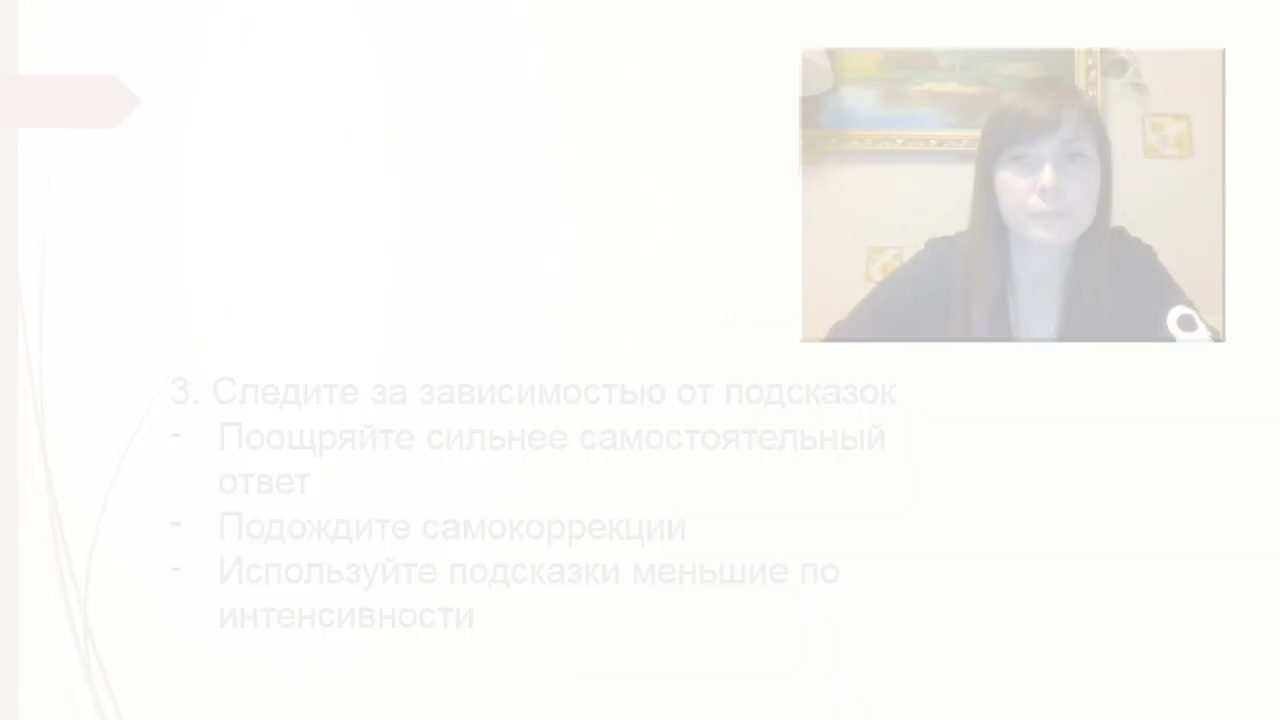 3. Следите за зависимостью от подсказок
- Поощряйте сильнее самостоятельный
ответ
- Подождите самокоррекции
- Используйте подсказки меньшие по
интенсивности